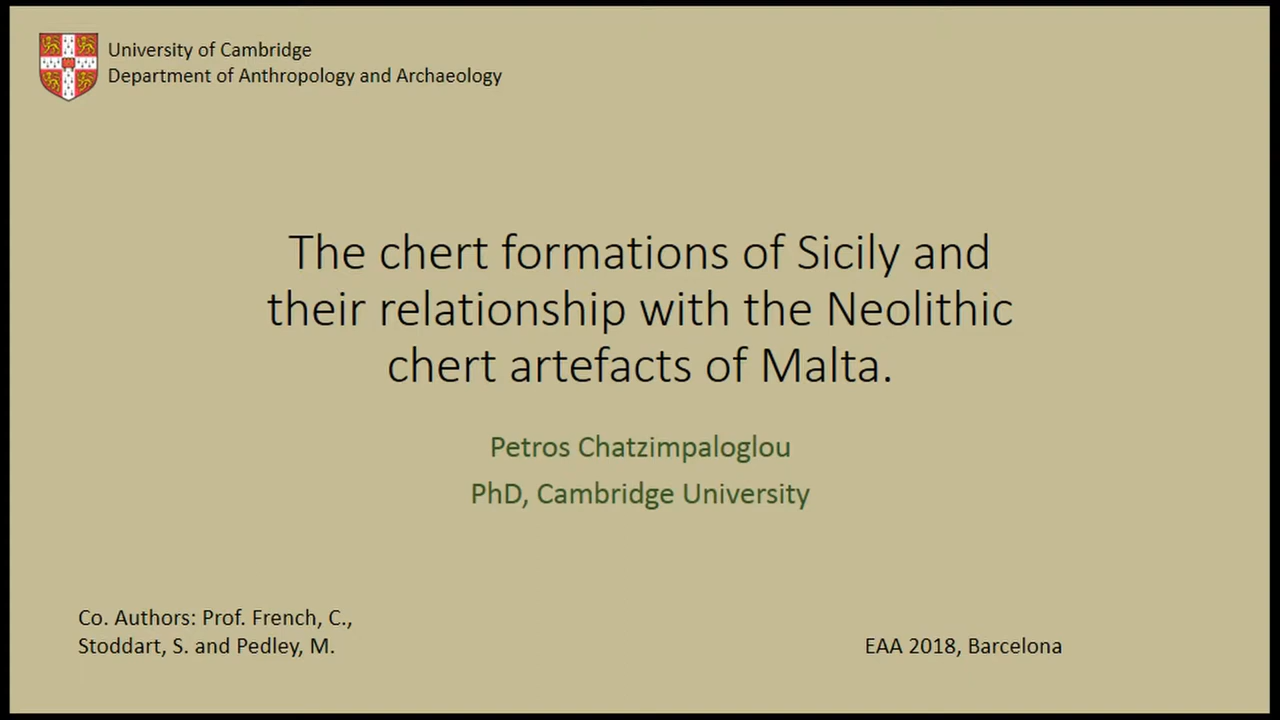 University of Cambridge
Department of Anthropology and Archaeology
The chert formations of Sicily and
their relationship with the Neolithic
chert artefacts of Malta.
Petros Chatzimpaloglou
PhD, Cambridge University
Co. Authors: Prof. French, C.,
Stoddart, S. and Pedley, M.
EAA 2018, Barcelona